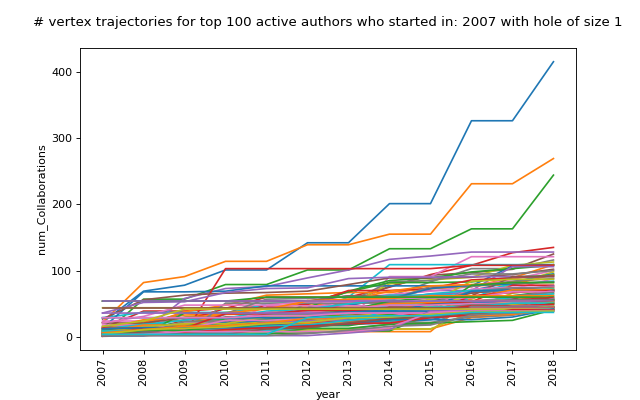 # vertex trajectories for top 100 active authors who started in: 2007 with hole of size 1
400
300
200
100
0
num_Collaborations
2007 2008 2009 2010 2011 2012 2013 2014 2015 2016 2017 2018
year